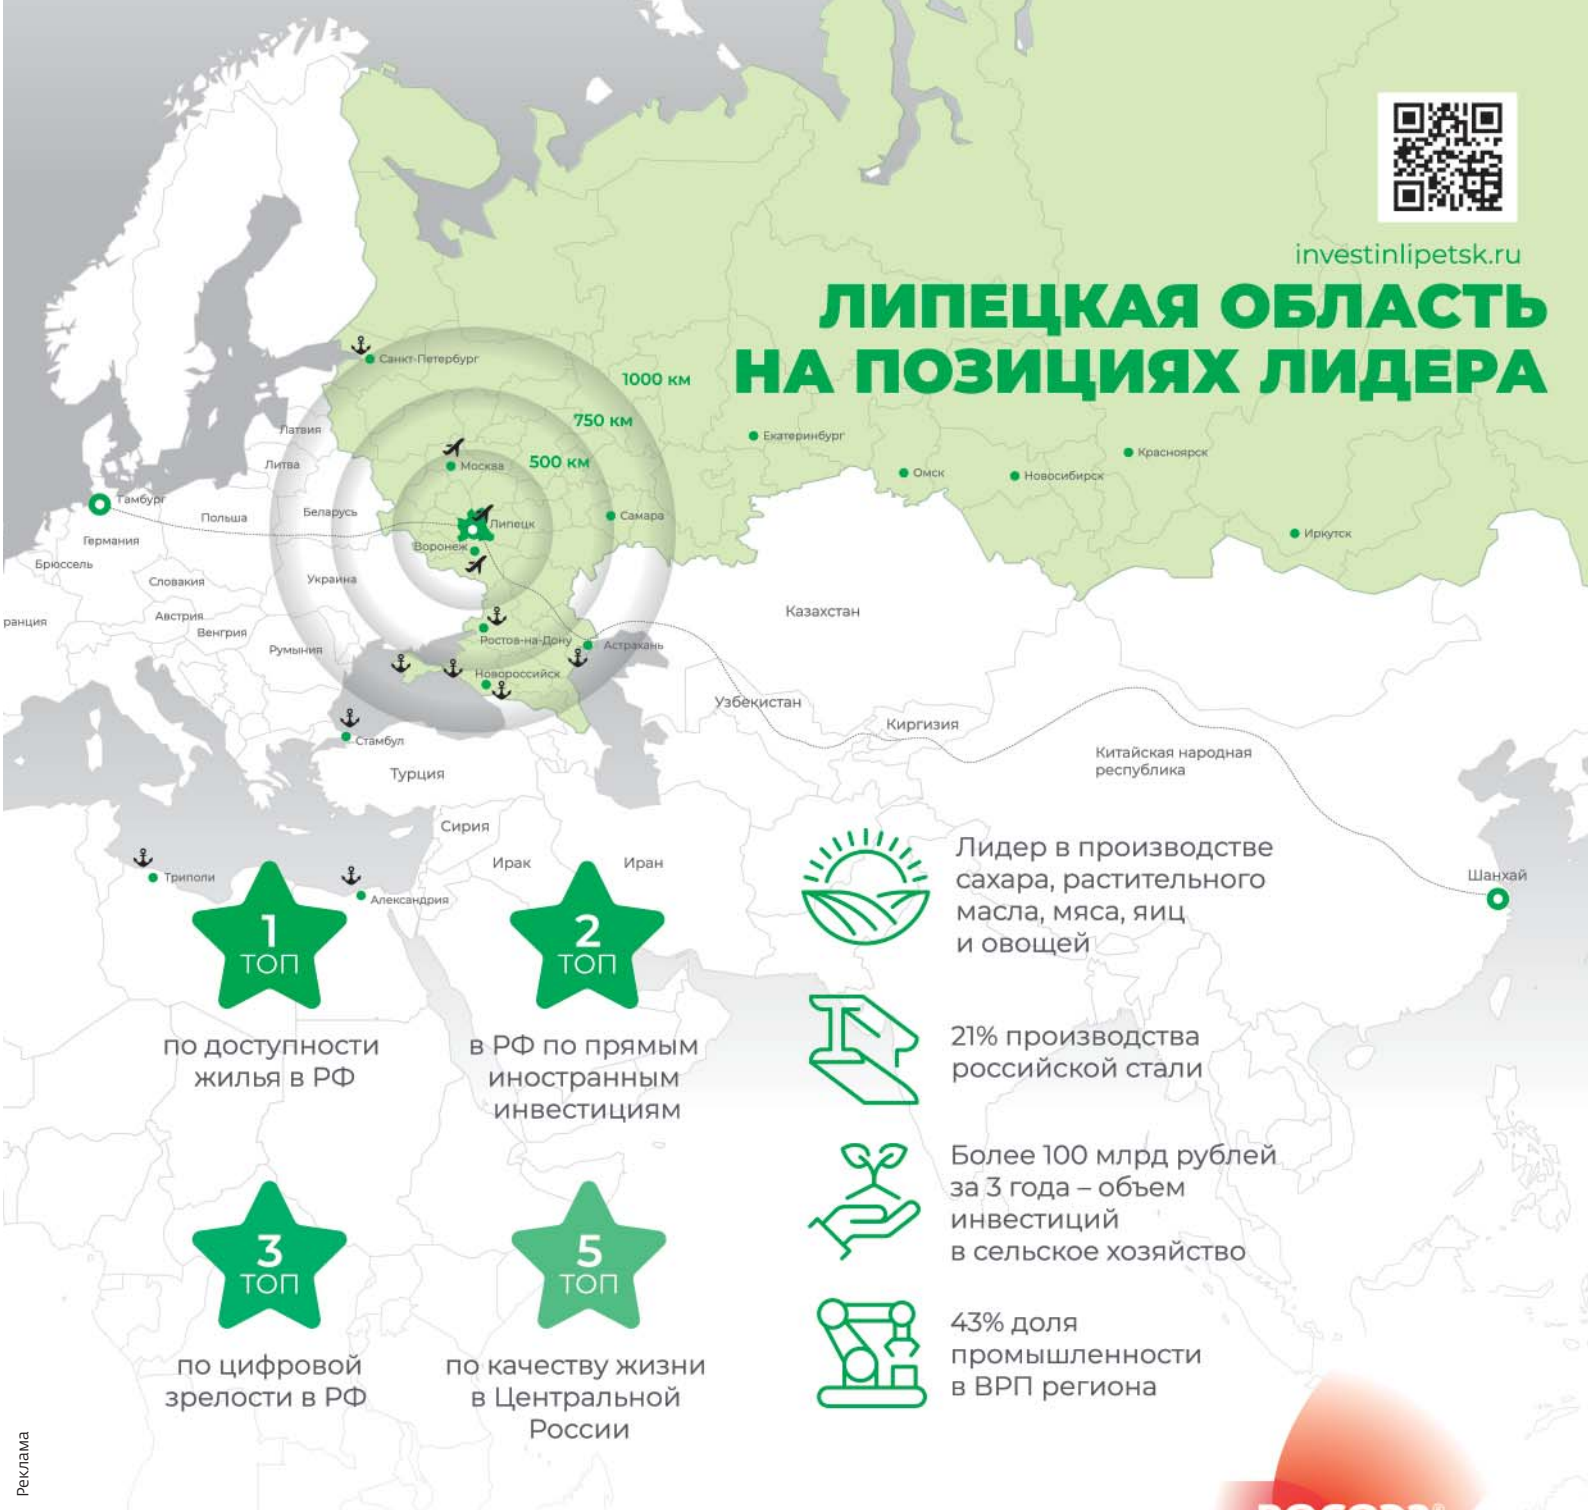 investinlipetsk.ru
ЛИПЕЦКАЯ ОБЛАСТЬ
НА ПОЗИЦИЯХ ЛИДЕРА
Санкт-Петербург
1000 км
750 км
500 км
Латвия
Литва
Москва
Екатеринбург
Красноярск
Омск
Новосибирск
Тамбург
Польша
Беларусь
Липецк
Самара
Иркутск
Германия
Воронеж
Брюссель
Словакия
Украина
Казахстан
ранция
Австрия
Венгрия
Румыния
Ростов-на-Дону
Астрахань
Новороссийск
Узбекистан
Киргизия
Стамбул
Турция
Китайская народная
республика
Сирия
Ирак
Иран
Триполи
Александрия
Шанхай
1
ТОП
по доступности
жилья в РФ
2
ТОП
в РФ по прямым
иностранным
инвестициям
3
ТОП
по цифровой
зрелости в РФ
5
ТОП
по качеству жизни
в Центральной
России
Лидер в производстве
сахара, растительного
масла, мяса, яиц
и овощей
21% производства
российской стали
Более 100 млрд рублей
за 3 года – объем
инвестиций
в сельское хозяйство
43% доля
промышленности
в ВРП региона
Реклама